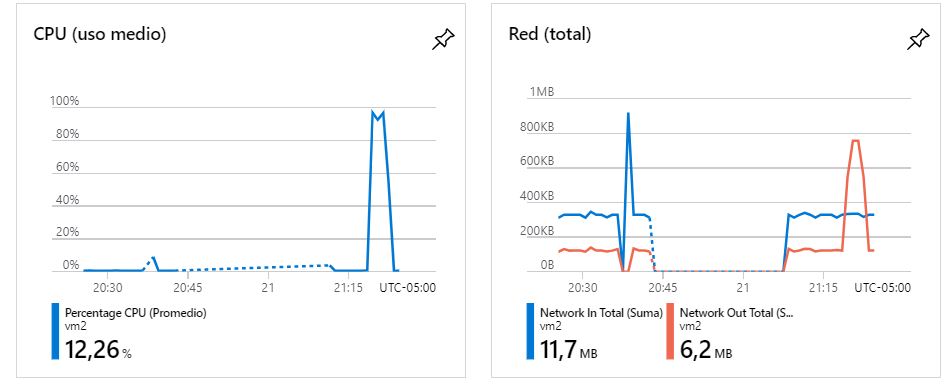 CPU (uso medio)
100%
80%
60%
40%
20%
0%
20:30 20:45 21 21:15 UTC-05:00
Percentage CPU (Promedio)
vm2
12,26 %
Red (total)
1MB
800KB
600KB
400KB
200KB
0B
20:30 20:45 21 21:15 UTC-05:00
Network In Total (Suma)
vm2
11,7 MB
Network Out Total (S...
vm2
6,2 MB